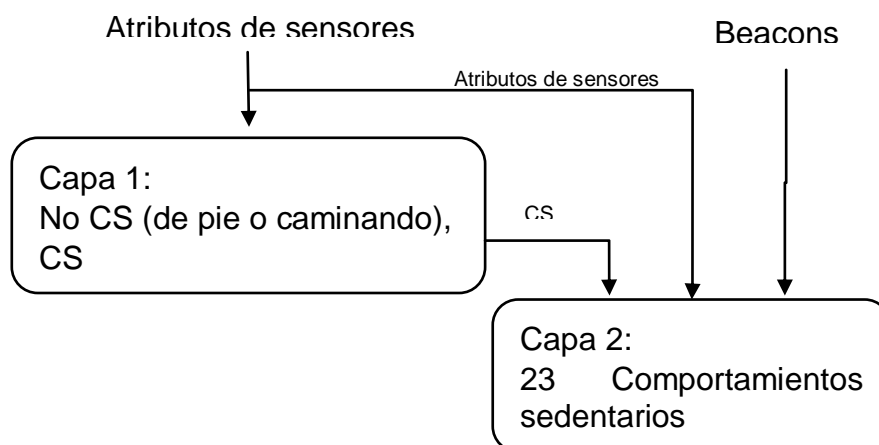 Atributos de sensores
Beacons
Atributos de sensores
Capa 1:
No CS (de pie o caminando),
CS
CS
Capa 2:
23 Comportamientos
sedentarios